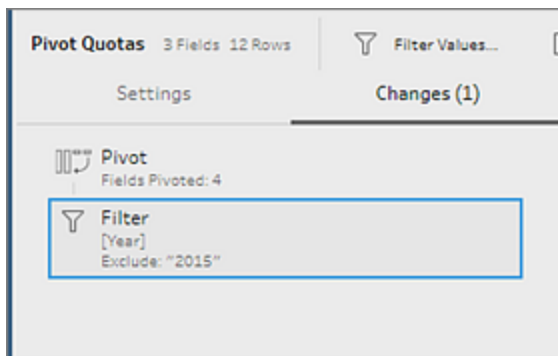 Pivot Quotas 3 Fields 12 Rows Filter Values...
Settings Changes (1)
Pivot
Fields Pivoted: 4
Filter
[Year]
Exclude: "2015"